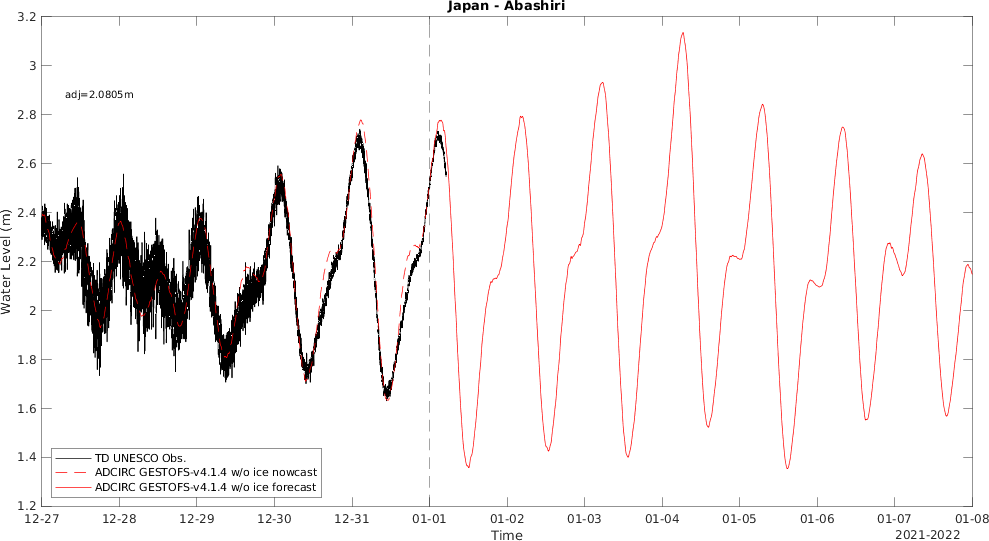 Japan - Abashiri
3.2
3
2.8
2.6
2.4
2.2
2
1.8
1.6
1.4
1.2
Water Level (m)
adj=2.0805m
TD UNESCO Obs.
ADCIRC GESTOFS-v4.1.4 w/o ice nowcast
ADCIRC GESTOFS-v4.1.4 w/o ice forecast
12-27 12-28 12-29 12-30 12-31 01-01 01-02 01-03 01-04 01-05 01-06 01-07 01-08
Time
2021-2022